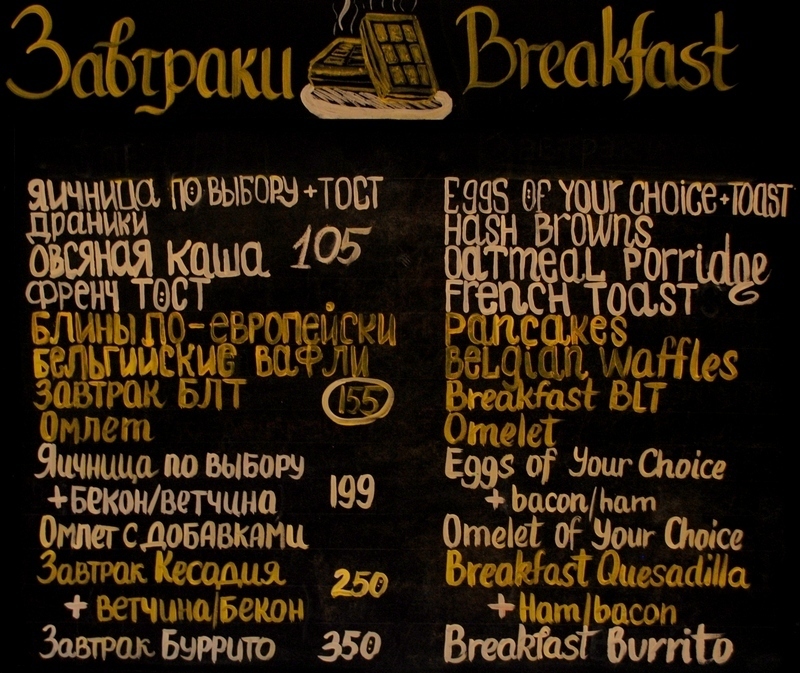 Завтраки Breakfast
яичница по выбору + тост
драники
овсяная каша 105
френч тост
блины по-европейски
бельгийские вафли
Завтрак БЛТ 155
Омлет
Яичница по выбору
+бекон/ветчина 199
Омлет с добавками
Завтрак Кесадия 250
+ ветчина/бекон
Завтрак Буррито 350
Eggs of your choice + toast
Hash Browns
oatmeal porridge
French Toast
Pancakes
Belgian Waffles
Breakfast BLT
Omelet
Eggs of Your Choice
+ bacon/ham
Omelet of Your Choice
Breakfast Quesadilla
+ Ham/bacon
Breakfast Burrito